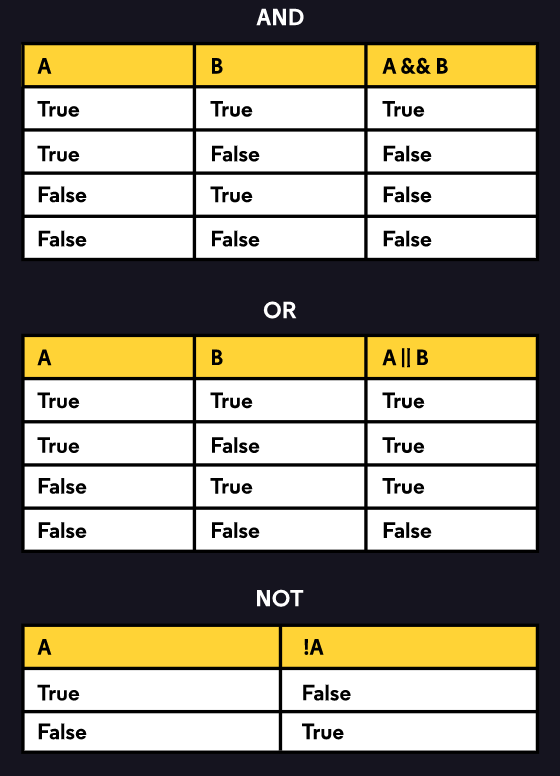 AND
A B A && B
True True True
True False False
False True False
False False False
OR
A B A || B
True True True
True False True
False True True
False False False
NOT
A !A
True False
False True